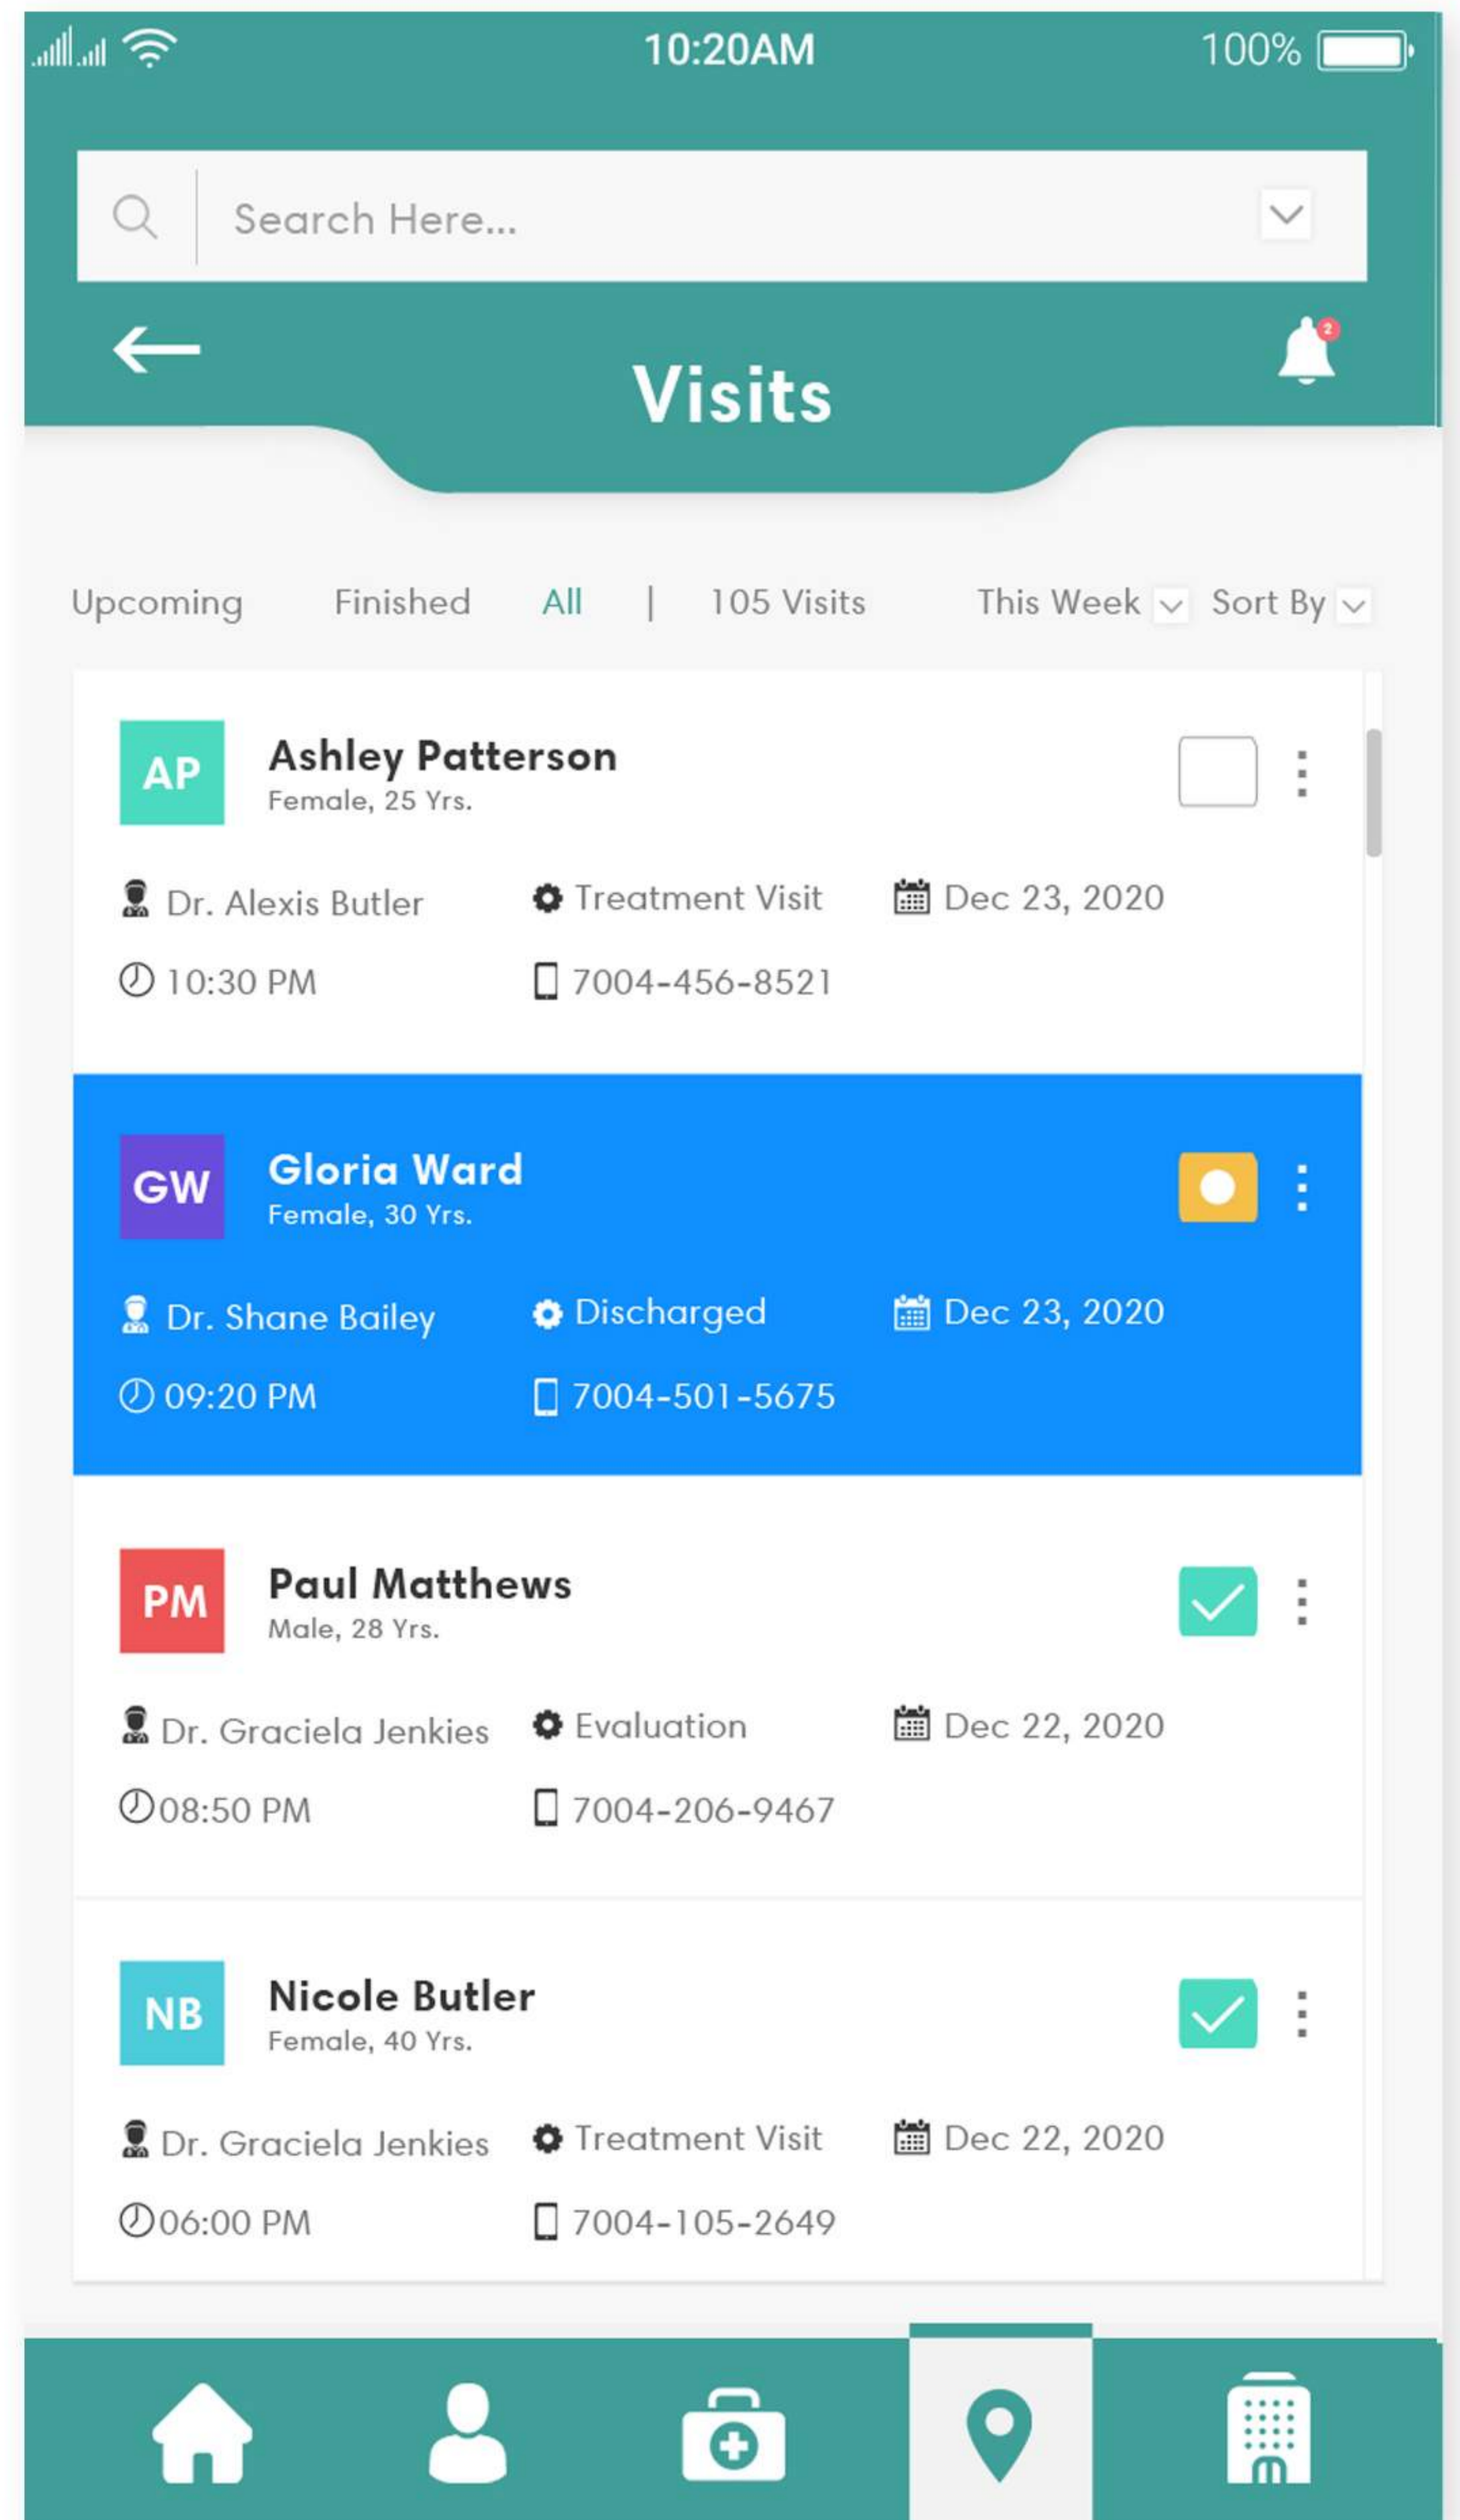 10:20AM 100%
Search Here...
2
Visits
Upcoming Finished All | 105 Visits This Week Sort By
AP Ashley Patterson
Female, 25 Yrs.
Dr. Alexis Butler Treatment Visit Dec 23, 2020
10:30 PM 7004-456-8521
GW Gloria Ward
Female, 30 Yrs.
Dr. Shane Bailey Discharged Dec 23, 2020
09:20 PM 7004-501-5675
PM Paul Matthews
Male, 28 Yrs.
Dr. Graciela Jenkies Evaluation Dec 22, 2020
08:50 PM 7004-206-9467
NB Nicole Butler
Female, 40 Yrs.
Dr. Graciela Jenkies Treatment Visit Dec 22, 2020
06:00 PM 7004-105-2649